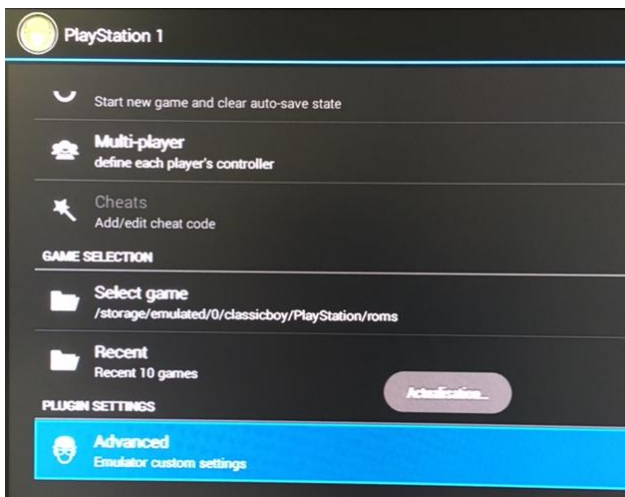 PlayStation 1
Start new game and clear auto-save state
Multi-player
define each player's controller
Cheats
Add/edit cheat code
GAME SELECTION
Select game
/storage/emulated/0/classicboy/PlayStation/roms
Recent
Recent 10 games
Actualisation...
PLUGIN SETTINGS
Advanced
Emulator custom settings